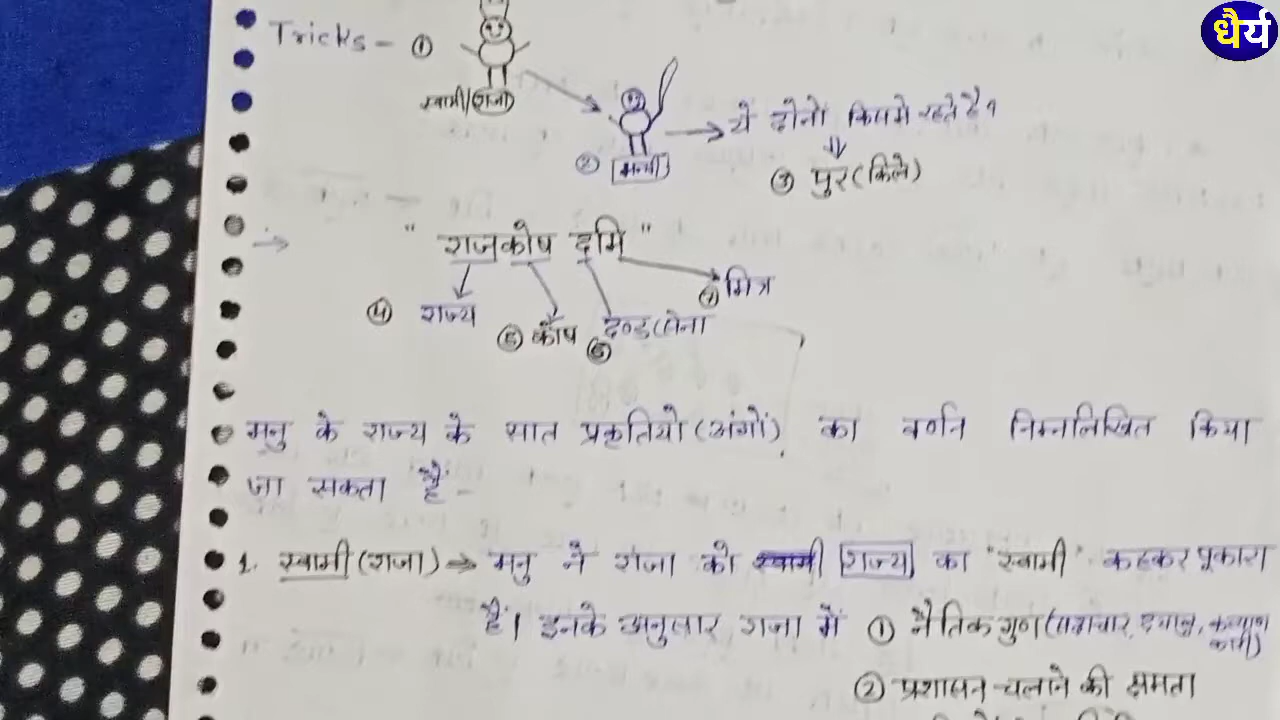 धैर्य
Tricks - ①
स्वामी/(राजा)
② मन्त्री → ये दोनों किसमे रहते है?
③ पुर (किले)
→ "राजकोष दमि"
④ राज्य ⑤ कोष ⑥ दण्ड/सेना ⑦ मित्र
मनु के राज्य के सात प्रकृतियो (अंगों) का वर्णन निम्नलिखित किया
जा सकता हैं -
1. स्वामी (राजा) → मनु ने राजा को राज्य का "स्वामी" कहकर पूकारा
हैं। इनके अनुसार राजा में ① नैतिक गुण (सदाचार, दयालु, कल्याण
कारी)
② प्रशासन चलाने की क्षमता